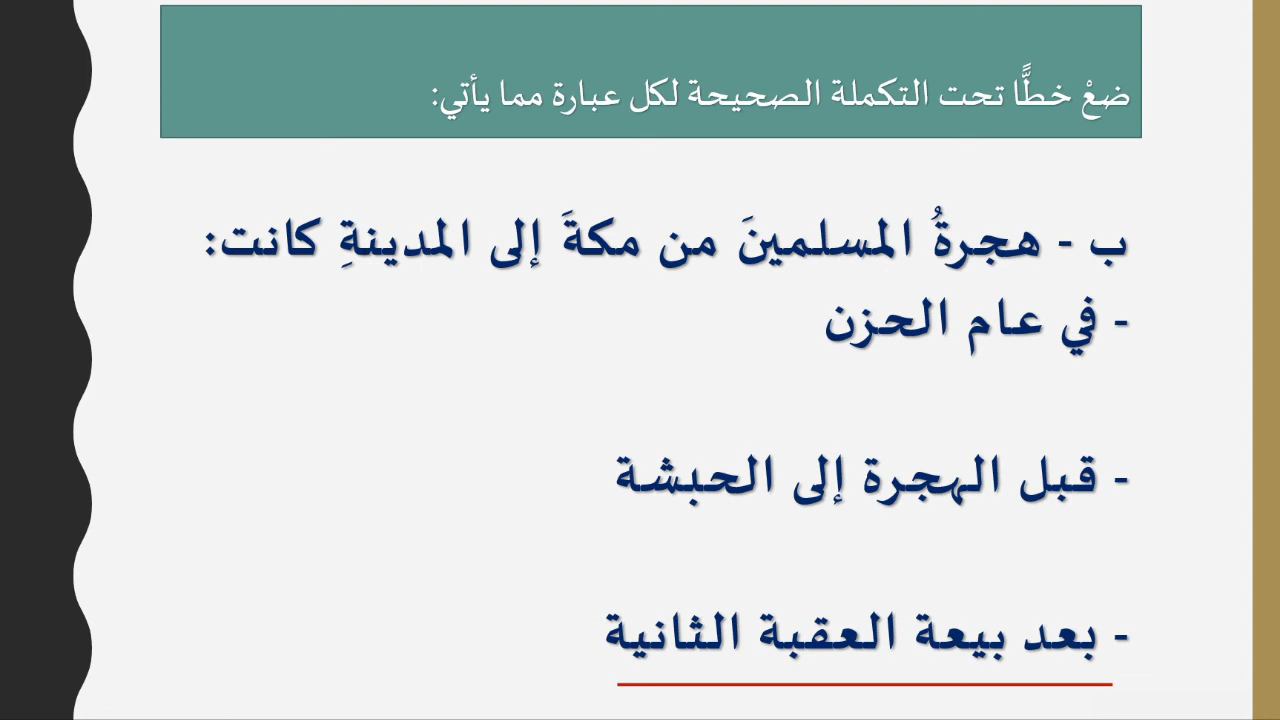 ضعْ خطًّا تحت التكملة الصحيحة لكل عبارة مما يأتي:
ب - هجرةُ المسلمينَ من مكةَ إلى المدينةِ كانت:
- في عام الحزن
- قبل الهجرة إلى الحبشة
- بعد بيعة العقبة الثانية